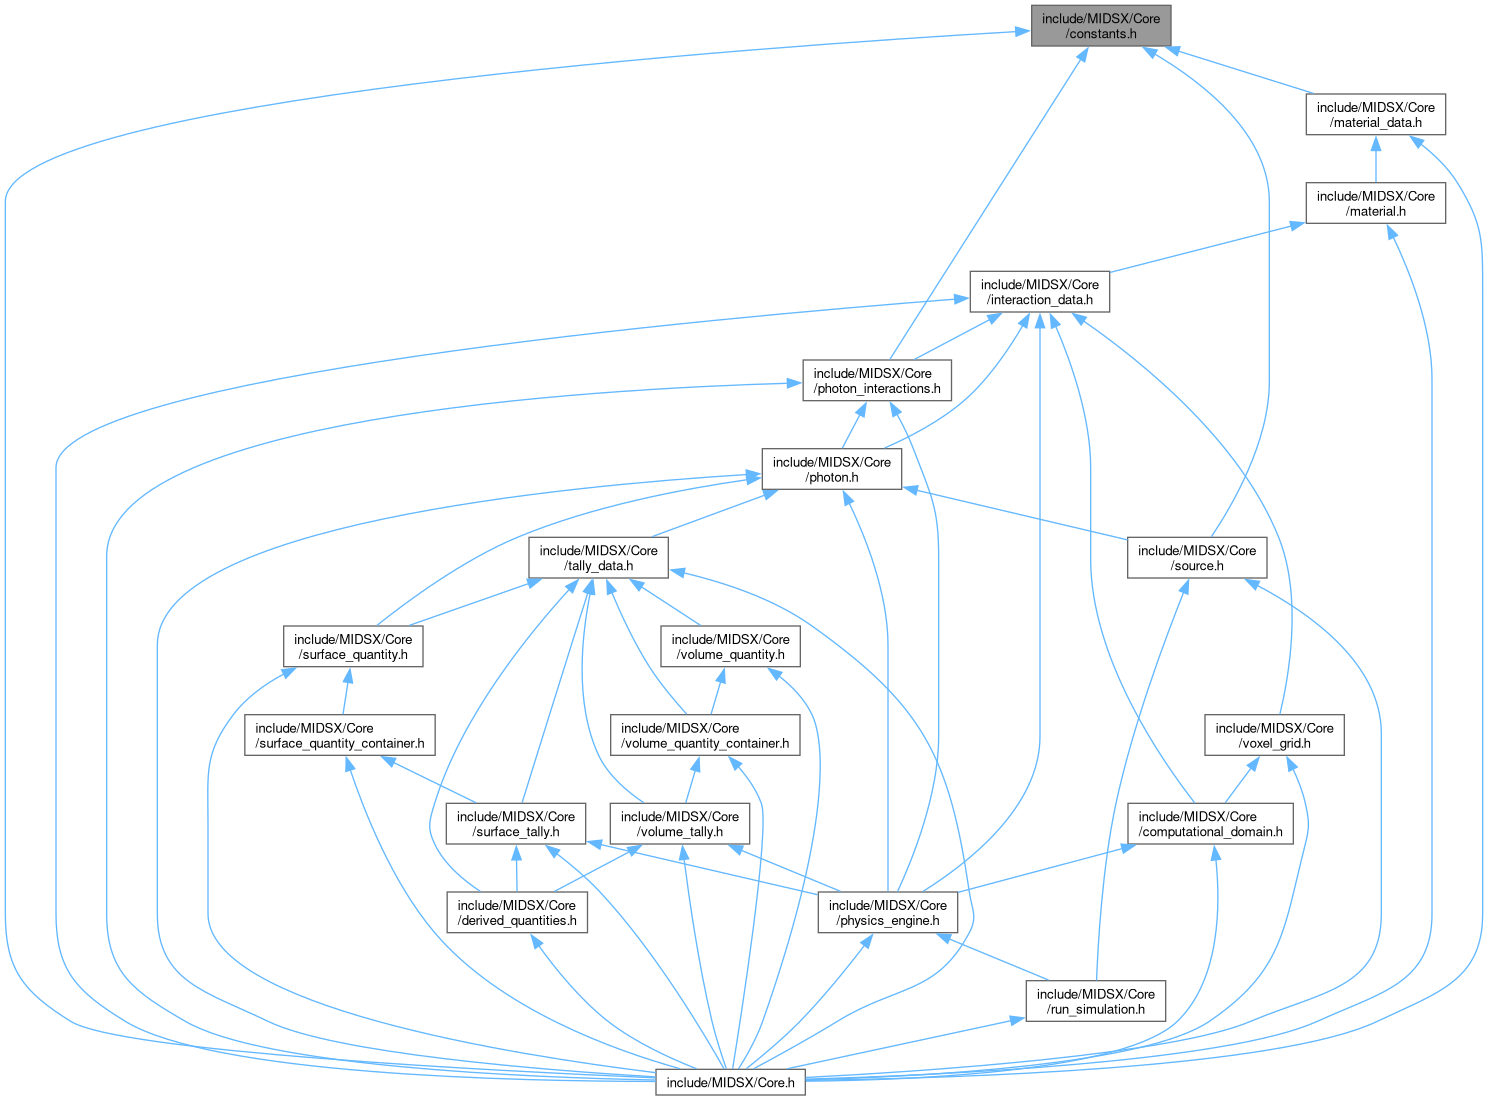 include/MIDSX/Core
/constants.h
include/MIDSX/Core
/material_data.h
include/MIDSX/Core
/material.h
include/MIDSX/Core
/interaction_data.h
include/MIDSX/Core
/photon_interactions.h
include/MIDSX/Core
/photon.h
include/MIDSX/Core
/tally_data.h
include/MIDSX/Core
/source.h
include/MIDSX/Core
/surface_quantity.h
include/MIDSX/Core
/volume_quantity.h
include/MIDSX/Core
/surface_quantity_container.h
include/MIDSX/Core
/volume_quantity_container.h
include/MIDSX/Core
/voxel_grid.h
include/MIDSX/Core
/surface_tally.h
include/MIDSX/Core
/volume_tally.h
include/MIDSX/Core
/computational_domain.h
include/MIDSX/Core
/derived_quantities.h
include/MIDSX/Core
/physics_engine.h
include/MIDSX/Core
/run_simulation.h
include/MIDSX/Core.h